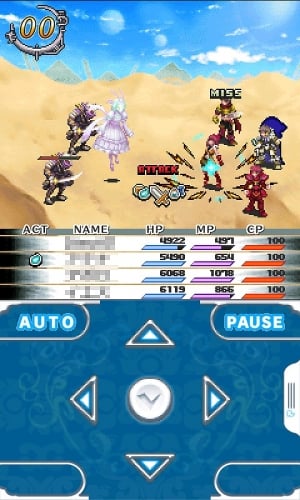 00
MISS
ATTACK
ACT NAME HP MP CP
4922 497 100
5490 654 100
6068 1078 100
6119 866 100
AUTO PAUSE